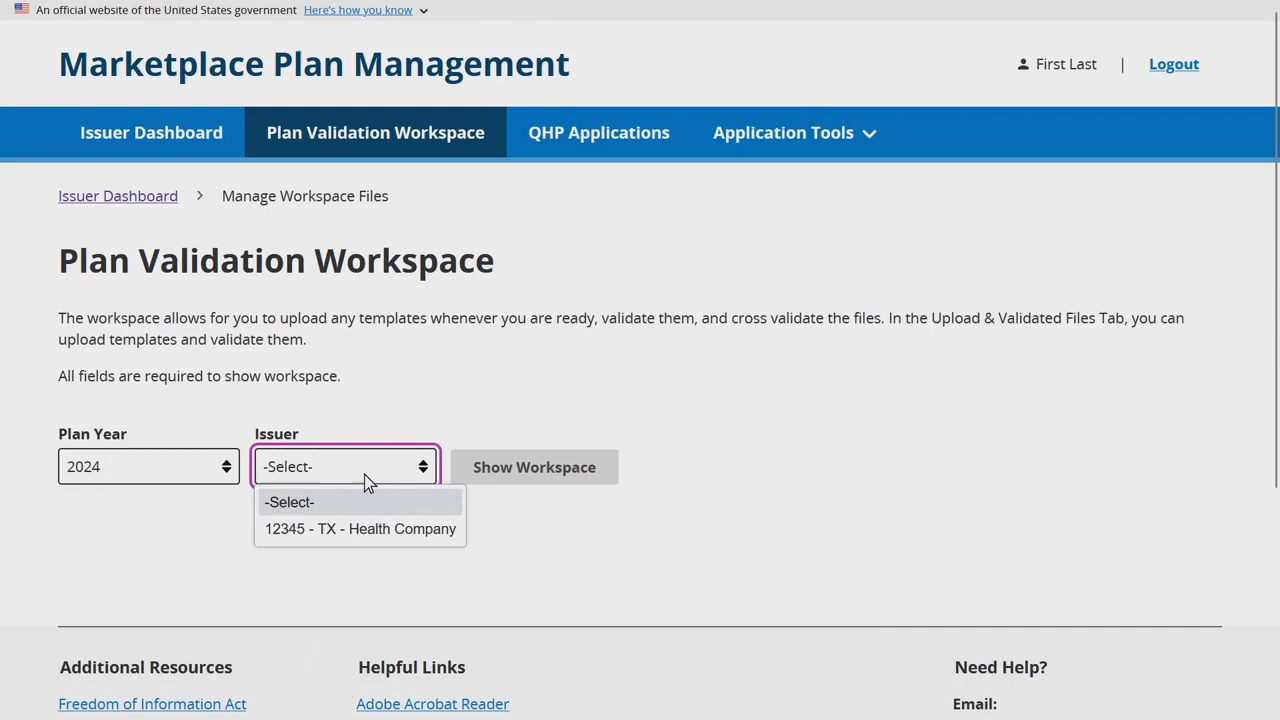 An official website of the United States government Here's how you know
Marketplace Plan Management
First Last | Logout
Issuer Dashboard Plan Validation Workspace QHP Applications Application Tools
Issuer Dashboard > Manage Workspace Files
Plan Validation Workspace
The workspace allows for you to upload any templates whenever you are ready, validate them, and cross validate the files. In the Upload & Validated Files Tab, you can
upload templates and validate them.
All fields are required to show workspace.
Plan Year Issuer
2024 -Select- Show Workspace
-Select-
12345 - TX - Health Company
Additional Resources Helpful Links Need Help?
Freedom of Information Act Adobe Acrobat Reader Email: